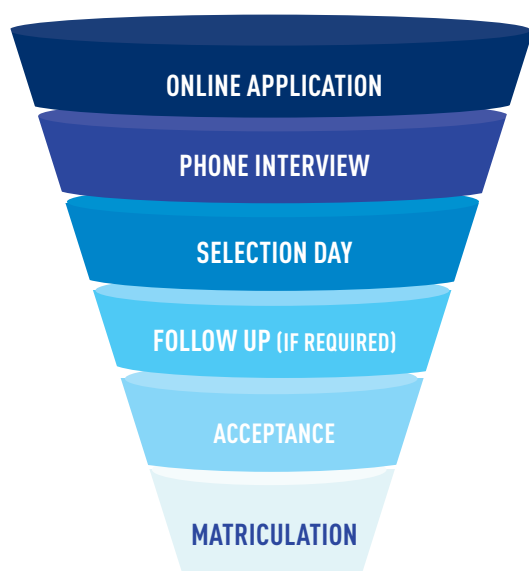 ONLINE APPLICATION
PHONE INTERVIEW
SELECTION DAY
FOLLOW UP (IF REQUIRED)
ACCEPTANCE
MATRICULATION